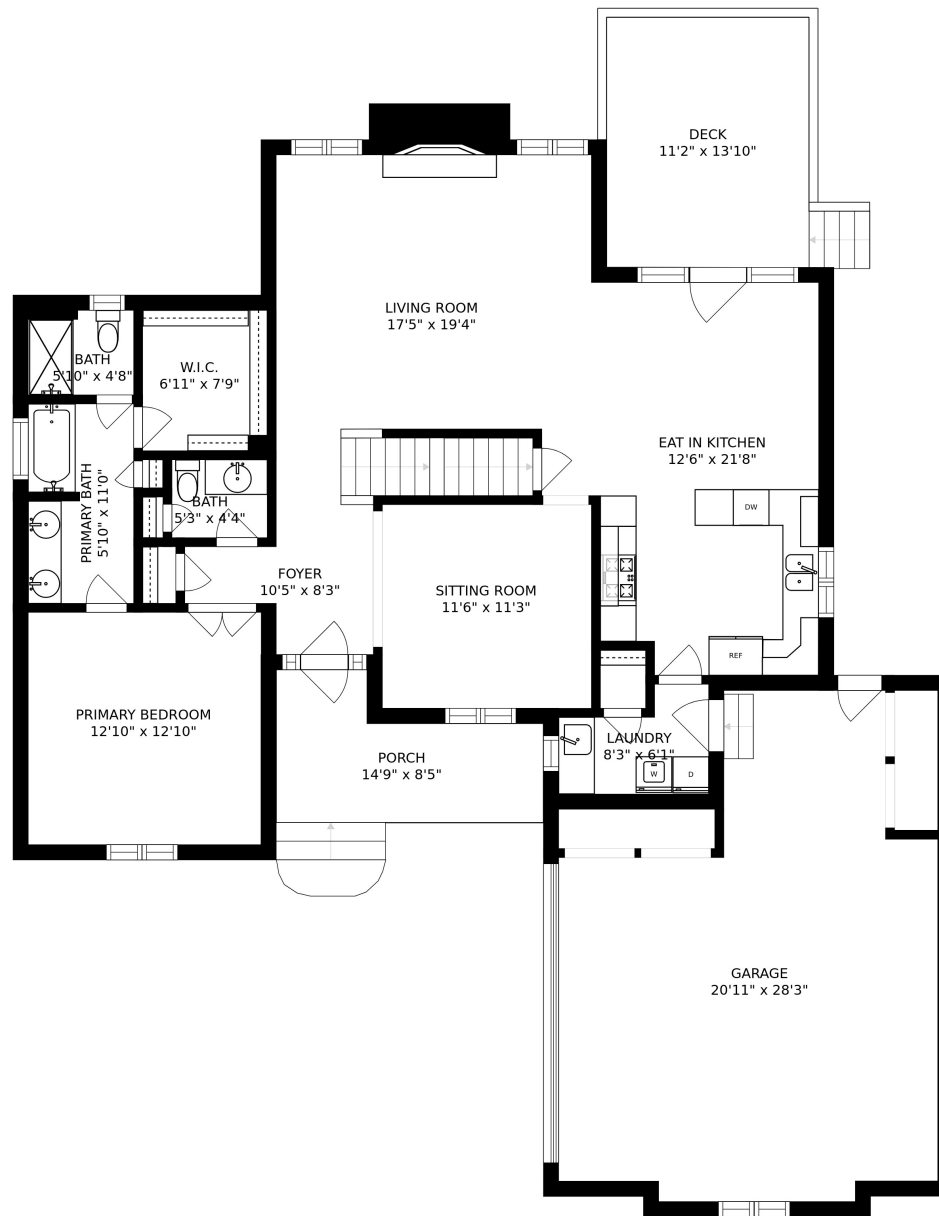 DECK
11'2" x 13'10"
LIVING ROOM
17'5" x 19'4"
BATH
5'10" x 4'8"
W.I.C.
6'11" x 7'9"
EAT IN KITCHEN
12'6" x 21'8"
PRIMARY BATH
5'10" x 11'0"
BATH
5'3" x 4'4"
DW
FOYER
10'5" x 8'3"
SITTING ROOM
11'6" x 11'3"
REF
PRIMARY BEDROOM
12'10" x 12'10"
LAUNDRY
8'3" x 6'1"
PORCH
14'9" x 8'5"
W
D
GARAGE
20'11" x 28'3"